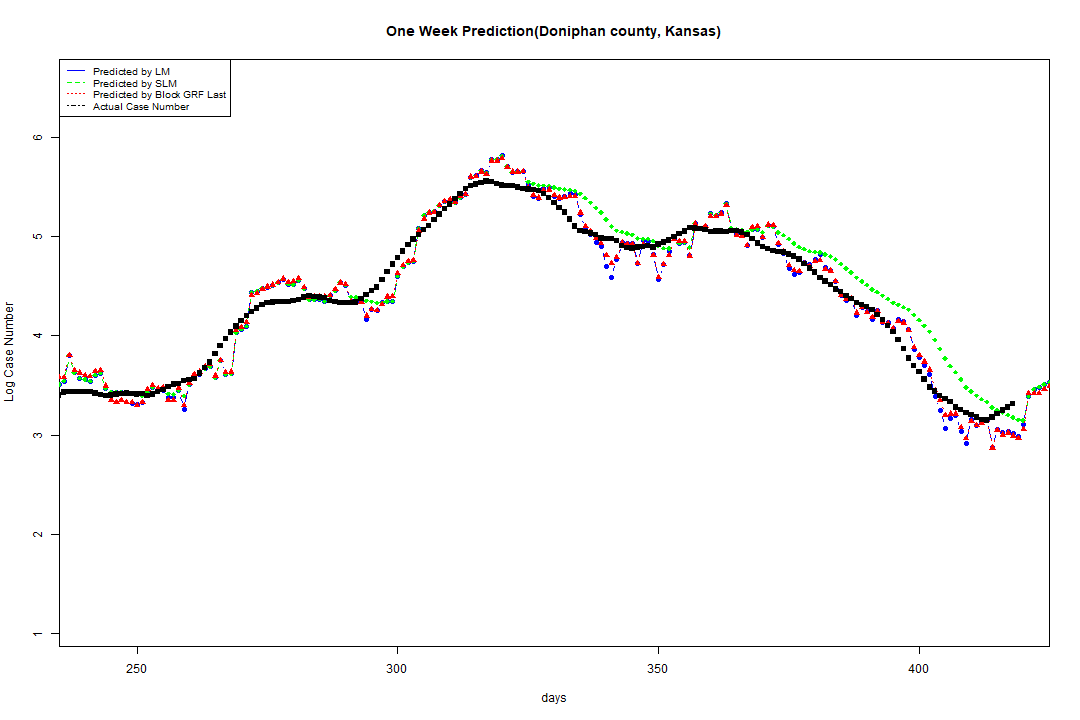 One Week Prediction(Doniphan county, Kansas)
Predicted by LM
Predicted by SLM
Predicted by Block GRF Last
Actual Case Number
Log Case Number
6
5
4
3
2
1
250 300 350 400
days